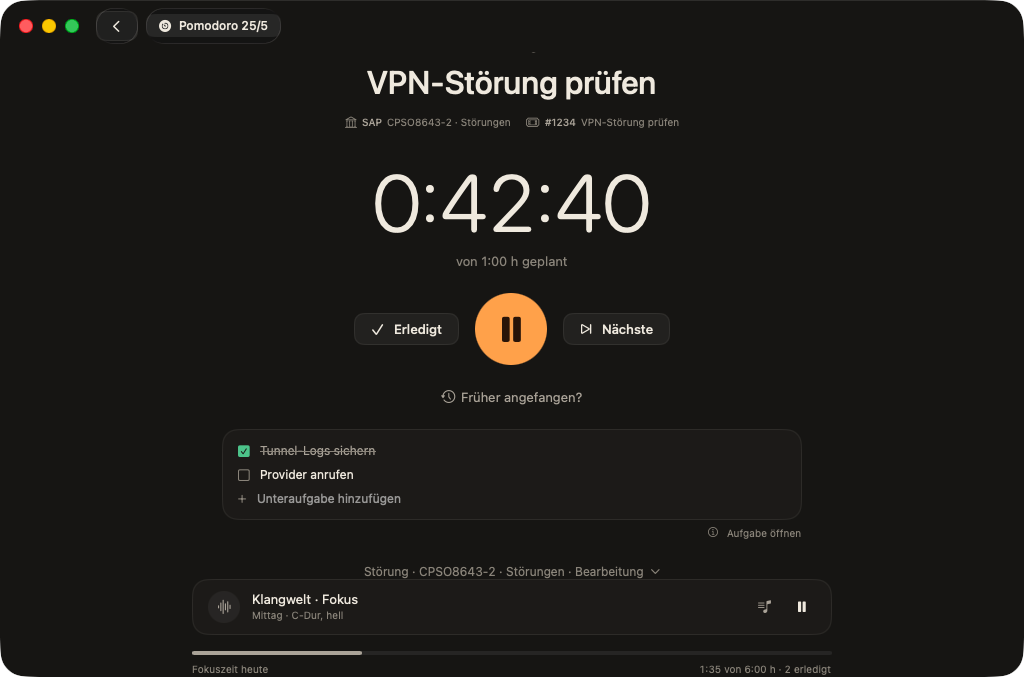 Pomodoro 25/5
VPN-Störung prüfen
SAP CPSO8643-2 · Störungen #1234 VPN-Störung prüfen
0:42:40
von 1:00 h geplant
Erledigt
Nächste
Früher angefangen?
Tunnel-Logs sichern
Provider anrufen
+ Unteraufgabe hinzufügen
Aufgabe öffnen
Störung · CPSO8643-2 · Störungen · Bearbeitung
Klangwelt · Fokus
Mittag · C-Dur, hell
Fokuszeit heute
1:35 von 6:00 h · 2 erledigt